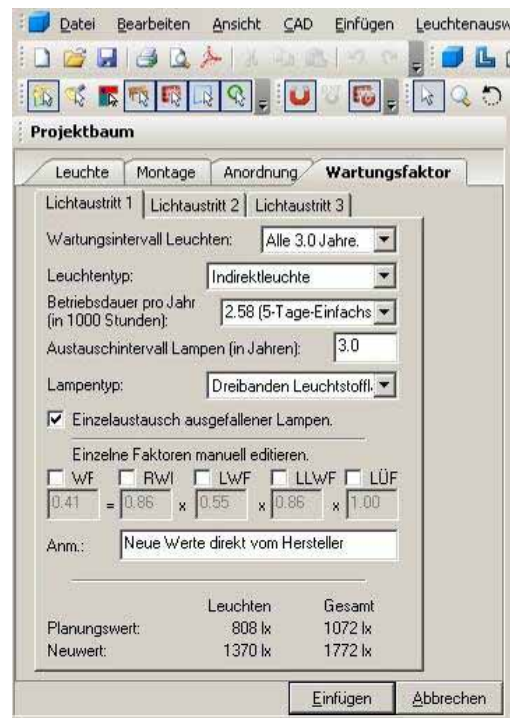 Datei Bearbeiten Ansicht CAD Einfügen Leuchtenausw
Projektbaum
Leuchte Montage Anordnung Wartungsfaktor
Lichtaustritt 1 Lichtaustritt 2 Lichtaustritt 3
Wartungsintervall Leuchten: Alle 3.0 Jahre.
Leuchtentyp: Indirektleuchte
Betriebsdauer pro Jahr
(in 1000 Stunden): 2.58 (5-Tage-Einfachs
Austauschintervall Lampen (in Jahren): 3.0
Lampentyp: Dreibanden Leuchtstoffl.
Einzelaustausch ausgefallener Lampen.
Einzelne Faktoren manuell editieren.
WF RWI LWF LLWF LÜF
0.41 = 0.86 x 0.55 x 0.86 x 1.00
Anm.: Neue Werte direkt vom Hersteller
Leuchten Gesamt
Planungswert: 808 lx 1072 lx
Neuwert: 1370 lx 1772 lx
Einfügen Abbrechen